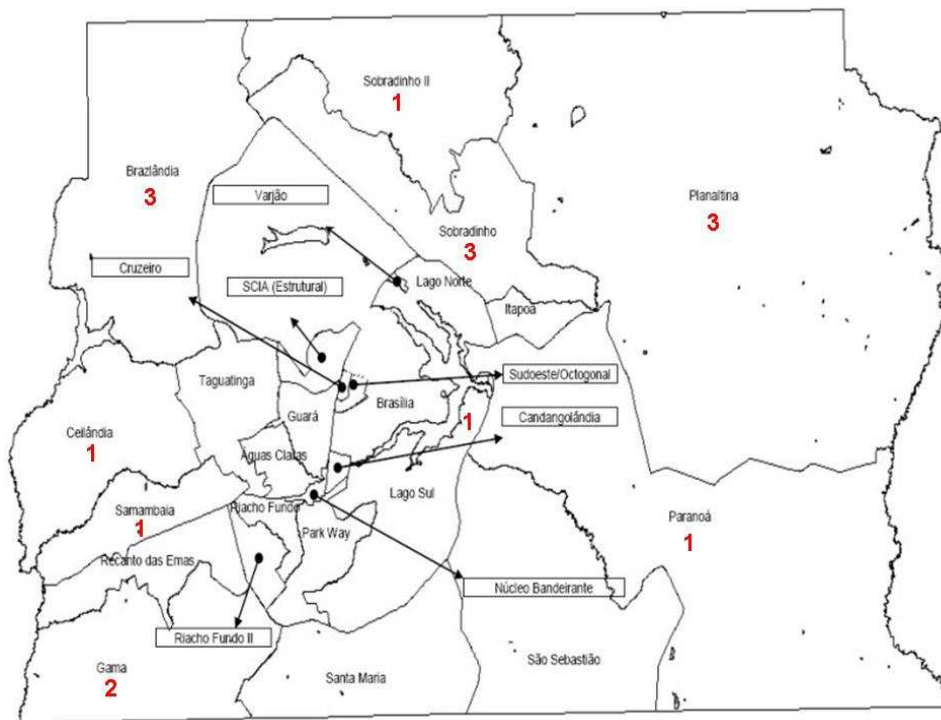 Sobradinho II
1
Brazlândia
3
Varjão
Planaltina
3
Sobradinho
3
Cruzeiro
SCIA (Estrutural)
Lago Norte
Itapoã
Taguatinga
Sudoeste/Octogonal
Guará
Brasília
1
Candangolândia
Ceilândia
1
Águas Claras
Lago Sul
Samambaia
1
Riacho Fundo
Park Way
Paranoá
1
Recanto das Emas
Núcleo Bandeirante
Riacho Fundo II
São Sebastião
Gama
2
Santa Maria